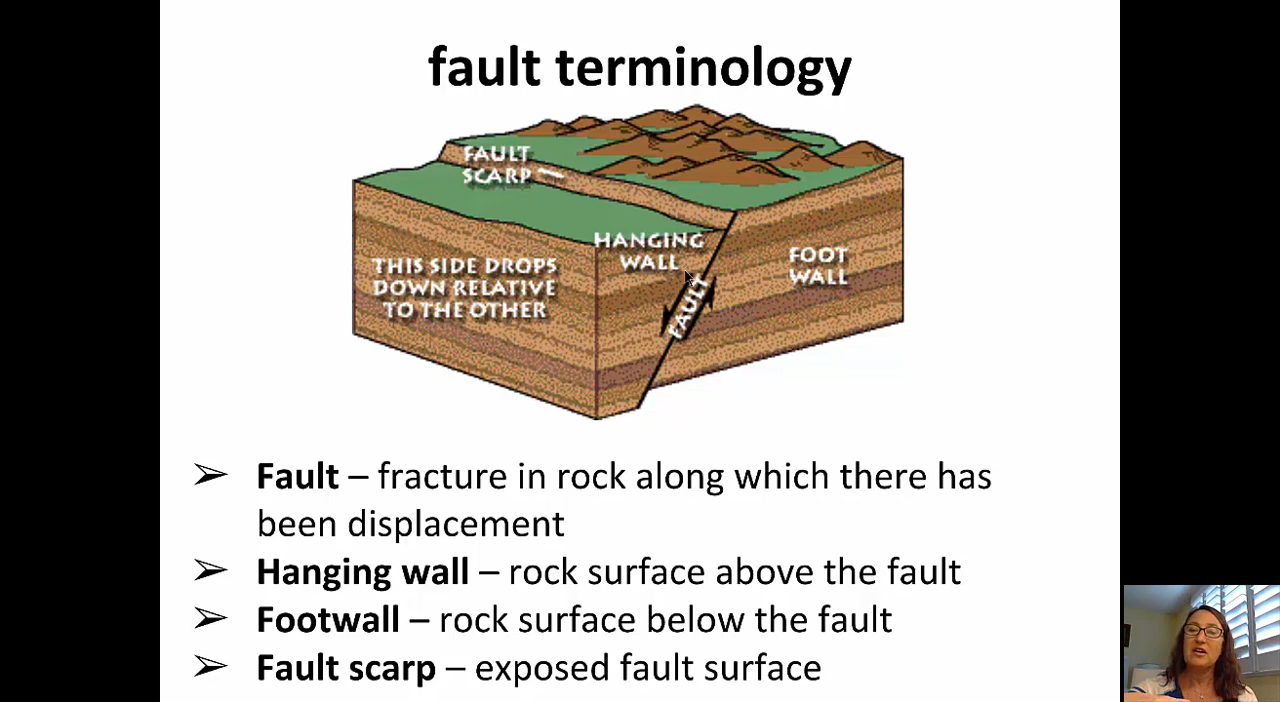 fault terminology
FAULT
SCARP
HANGING
WALL
FOOT
WALL
THIS SIDE DROPS
DOWN RELATIVE
TO THE OTHER
FAULT
➢ Fault – fracture in rock along which there has
been displacement
➢ Hanging wall – rock surface above the fault
➢ Footwall – rock surface below the fault
➢ Fault scarp – exposed fault surface